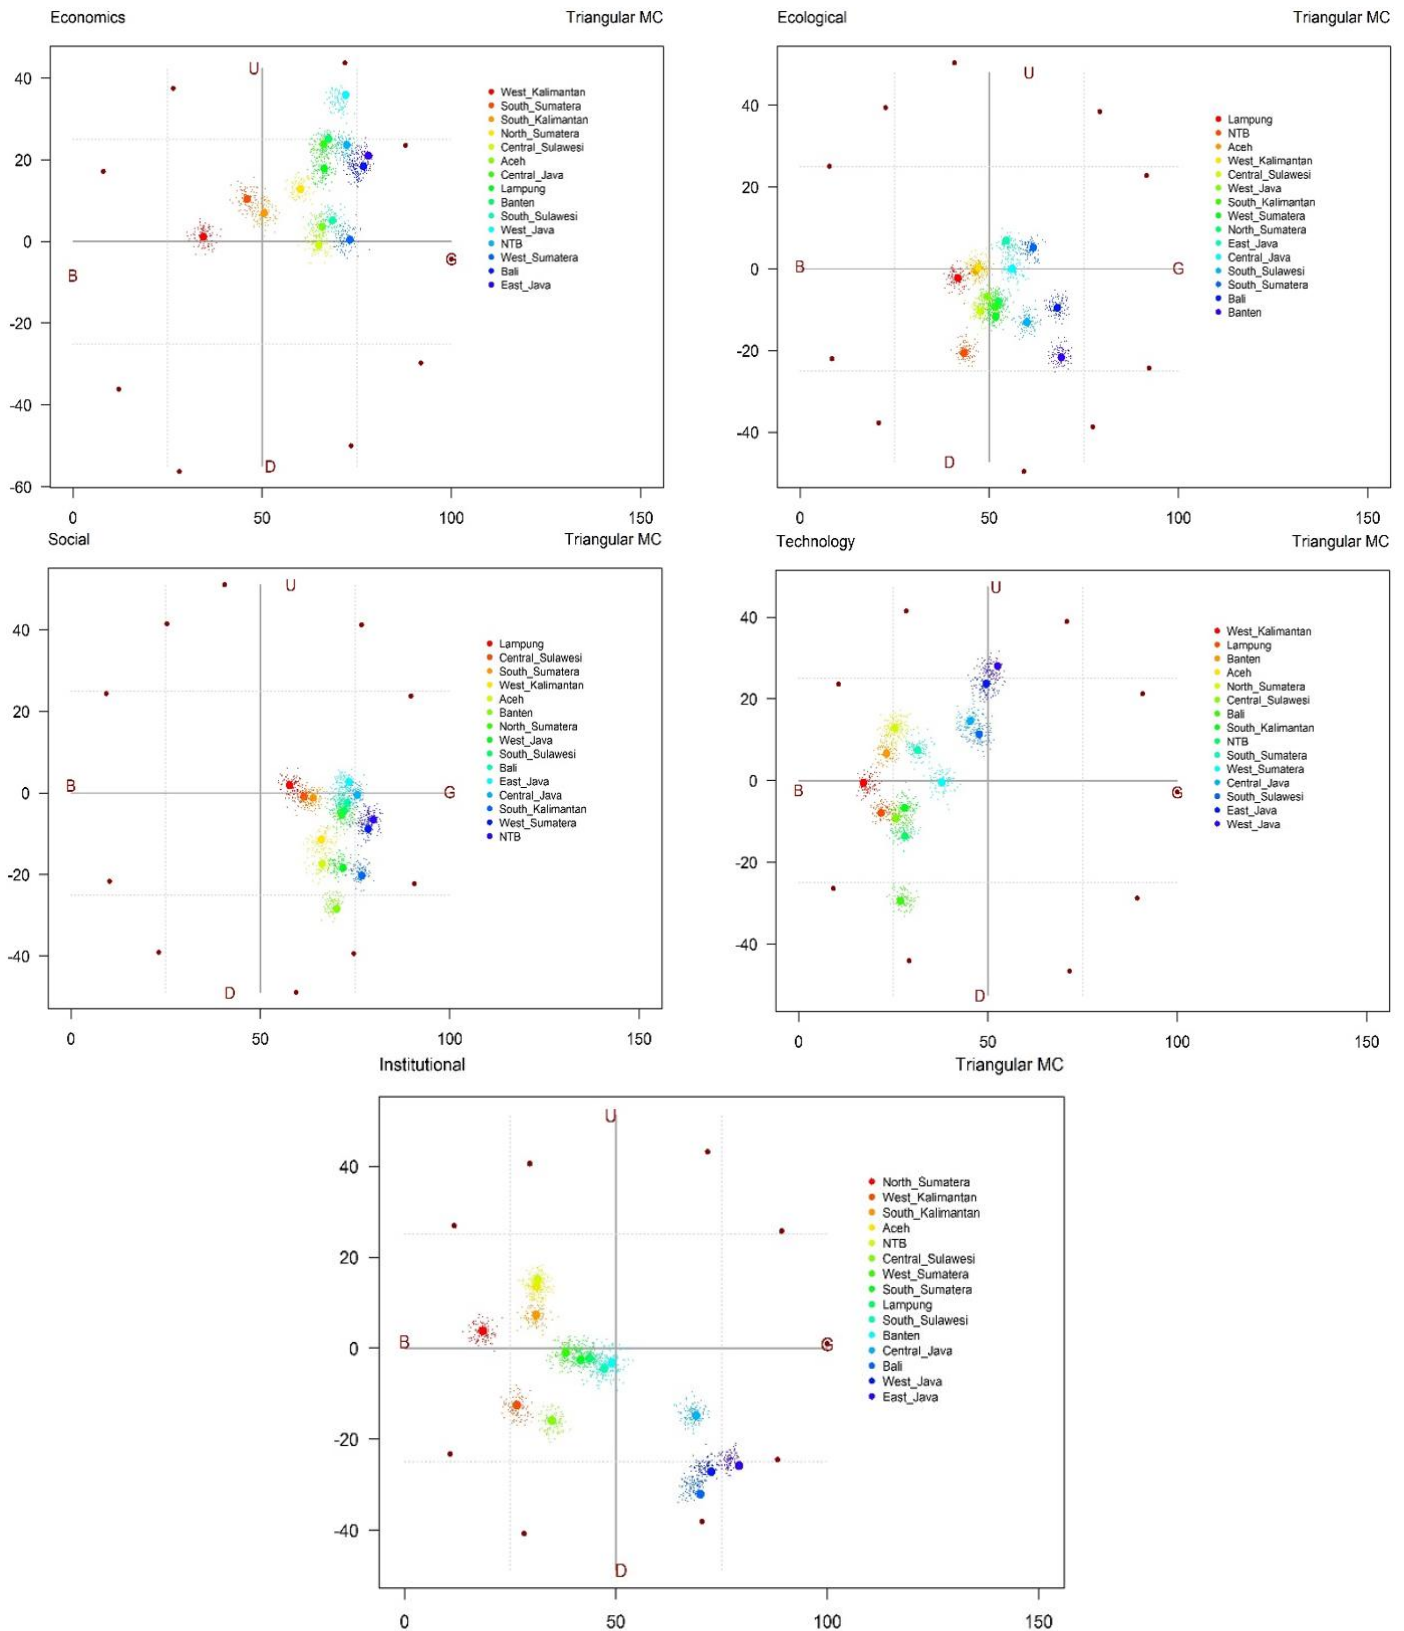 Economics Triangular MC
U
40
20
0
-20
-40
-60
B
G
D
West_Kalimantan
South_Sumatera
South_Kalimantan
North_Sumatera
Central_Sulawesi
Aceh
Central_Java
Lampung
Banten
South_Sulawesi
West_Java
NTB
West_Sumatera
Bali
East_Java
0 50 100 150
Ecological Triangular MC
U
40
20
0
-20
-40
B
G
D
Lampung
NTB
Aceh
West_Kalimantan
Central_Sulawesi
West_Java
South_Kalimantan
West_Sumatera
North_Sumatera
East_Java
Central_Java
South_Sulawesi
South_Sumatera
Bali
Banten
0 50 100 150
Social Triangular MC
U
40
20
0
-20
-40
B
G
D
Lampung
Central_Sulawesi
South_Sumatera
West_Kalimantan
Aceh
Banten
North_Sumatera
West_Java
South_Sulawesi
Bali
East_Java
Central_Java
South_Kalimantan
West_Sumatera
NTB
0 50 100 150
Technology Triangular MC
U
40
20
0
-20
-40
B
G
D
West_Kalimantan
Lampung
Banten
Aceh
North_Sumatera
Central_Sulawesi
Bali
South_Kalimantan
NTB
South_Sumatera
West_Sumatera
Central_Java
South_Sulawesi
East_Java
West_Java
0 50 100 150
Institutional Triangular MC
U
40
20
0
-20
-40
B
G
D
North_Sumatera
West_Kalimantan
South_Kalimantan
Aceh
NTB
Central_Sulawesi
West_Sumatera
South_Sumatera
Lampung
South_Sulawesi
Banten
Central_Java
Bali
West_Java
East_Java
0 50 100 150